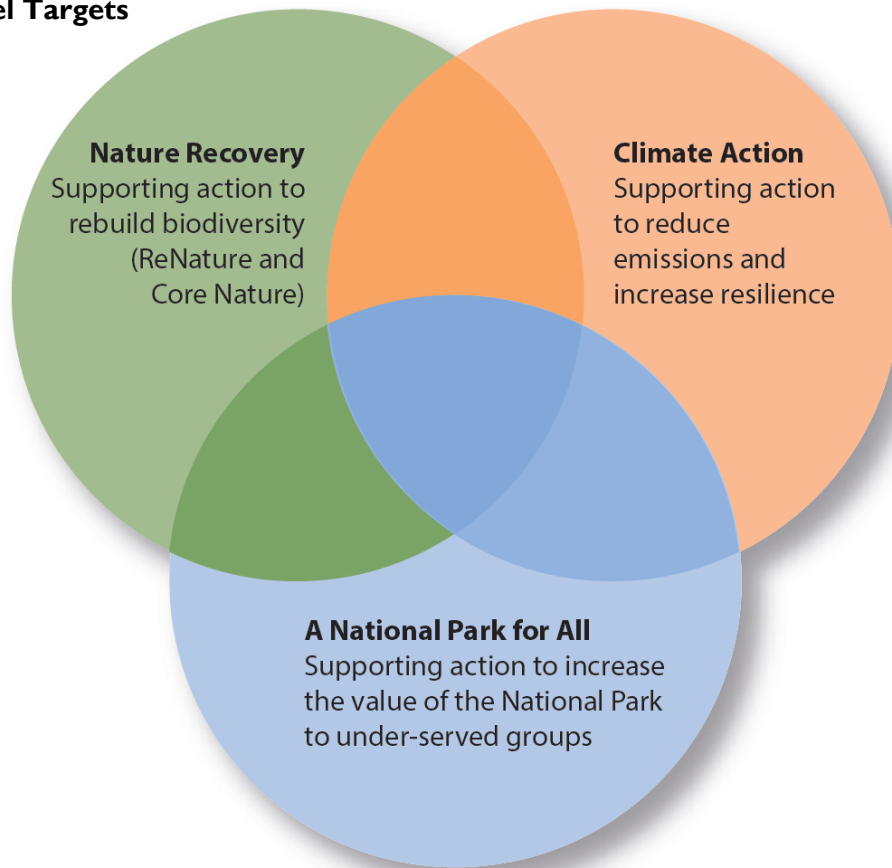 Targets
Nature Recovery
Supporting action to
rebuild biodiversity
(ReNature and
Core Nature)
Climate Action
Supporting action
to reduce
emissions and
increase resilience
A National Park for All
Supporting action to increase
the value of the National Park
to under-served groups